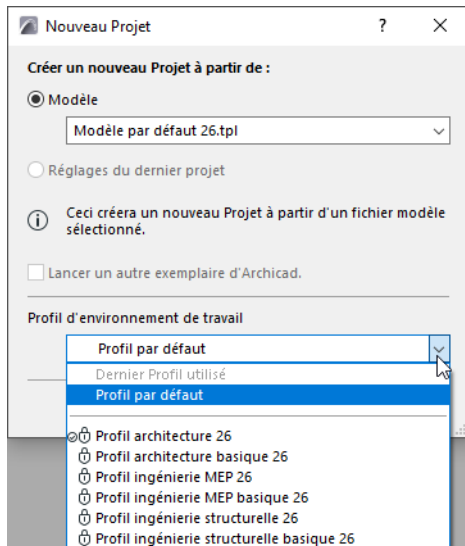 Nouveau Projet ?
Créer un nouveau Projet à partir de :
Modèle
Modèle par défaut 26.tpl
Réglages du dernier projet
Ceci créera un nouveau Projet à partir d'un fichier modèle
sélectionné.
Lancer un autre exemplaire d'Archicad.
Profil d'environnement de travail
Profil par défaut
Dernier Profil utilisé
Profil par défaut
Profil architecture 26
Profil architecture basique 26
Profil ingénierie MEP 26
Profil ingénierie MEP basique 26
Profil ingénierie structurelle 26
Profil ingénierie structurelle basique 26